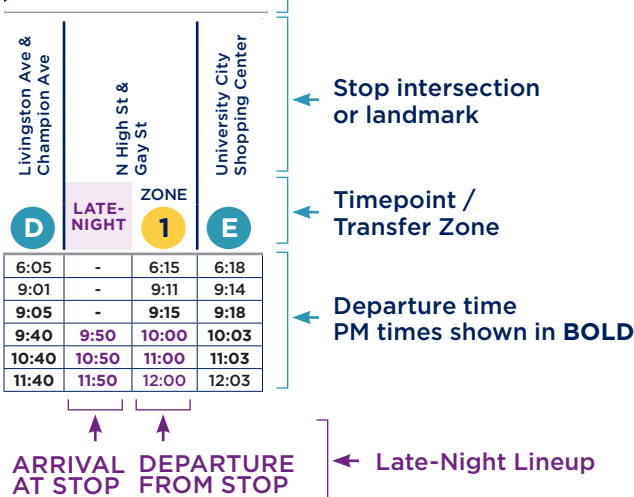 Livingston Ave &
Champion Ave
N High St &
Gay St
University City
Shopping Center
Stop intersection
or landmark
D
LATE-
NIGHT
ZONE
1
E
Timepoint /
Transfer Zone
6:05 - 6:15 6:18
9:01 - 9:11 9:14
9:05 - 9:15 9:18
9:40 9:50 10:00 10:03
10:40 10:50 11:00 11:03
11:40 11:50 12:00 12:03
Departure time
PM times shown in BOLD
ARRIVAL
AT STOP
DEPARTURE
FROM STOP
Late-Night Lineup